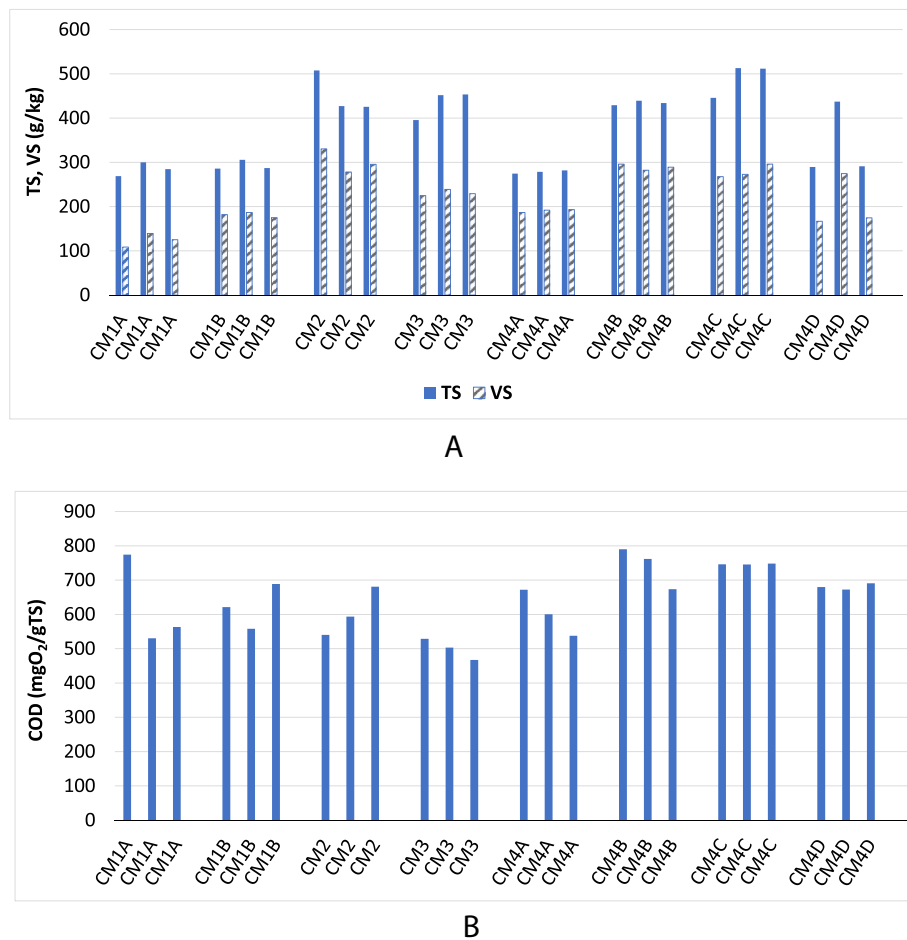 600
500
400
300
200
100
0
TS, VS (g/kg)
CM1A CM1A CM1A CM1B CM1B CM1B CM2 CM2 CM2 CM3 CM3 CM3 CM4A CM4A CM4A CM4B CM4B CM4B CM4C CM4C CM4C CM4D CM4D CM4D
TS VS
A
900
800
700
600
500
400
300
200
100
0
COD (mgO₂/gTS)
CM1A CM1A CM1A CM1B CM1B CM1B CM2 CM2 CM2 CM3 CM3 CM3 CM4A CM4A CM4A CM4B CM4B CM4B CM4C CM4C CM4C CM4D CM4D CM4D
B